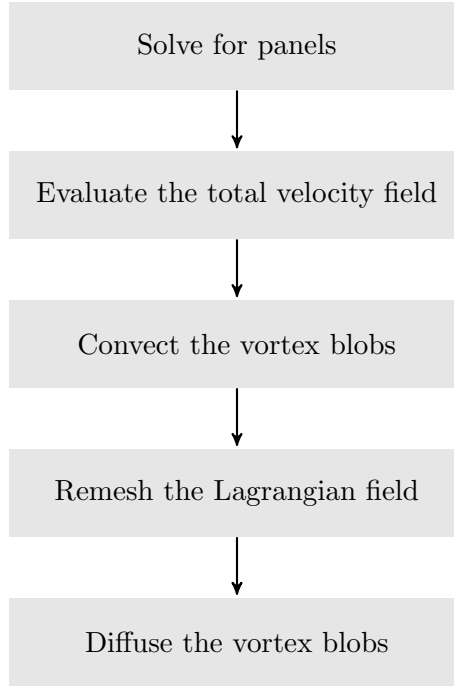 Solve for panels
Evaluate the total velocity field
Convect the vortex blobs
Remesh the Lagrangian field
Diffuse the vortex blobs